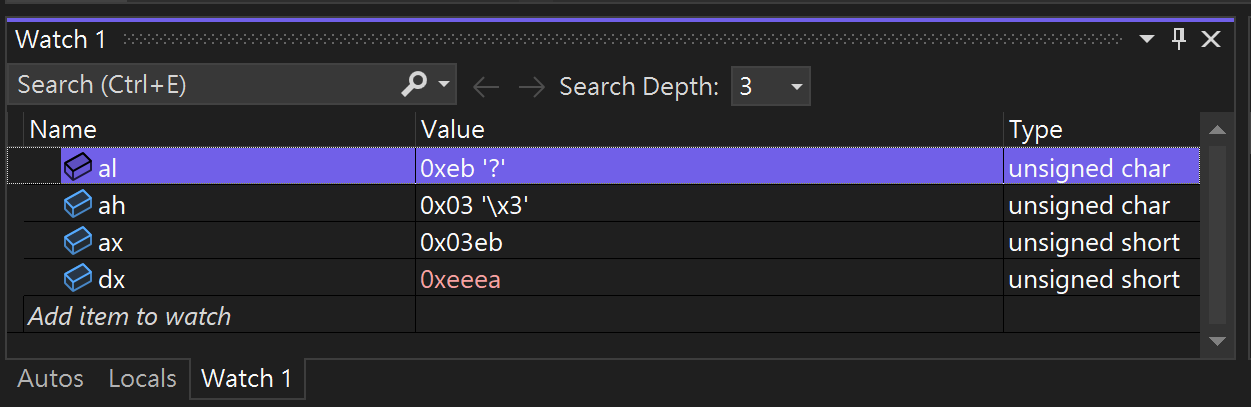 Watch 1
Search (Ctrl+E) Search Depth: 3
Name Value Type
al 0xeb '?' unsigned char
ah 0x03 '\x3' unsigned char
ax 0x03eb unsigned short
dx 0xeeea unsigned short
Add item to watch
Autos Locals Watch 1